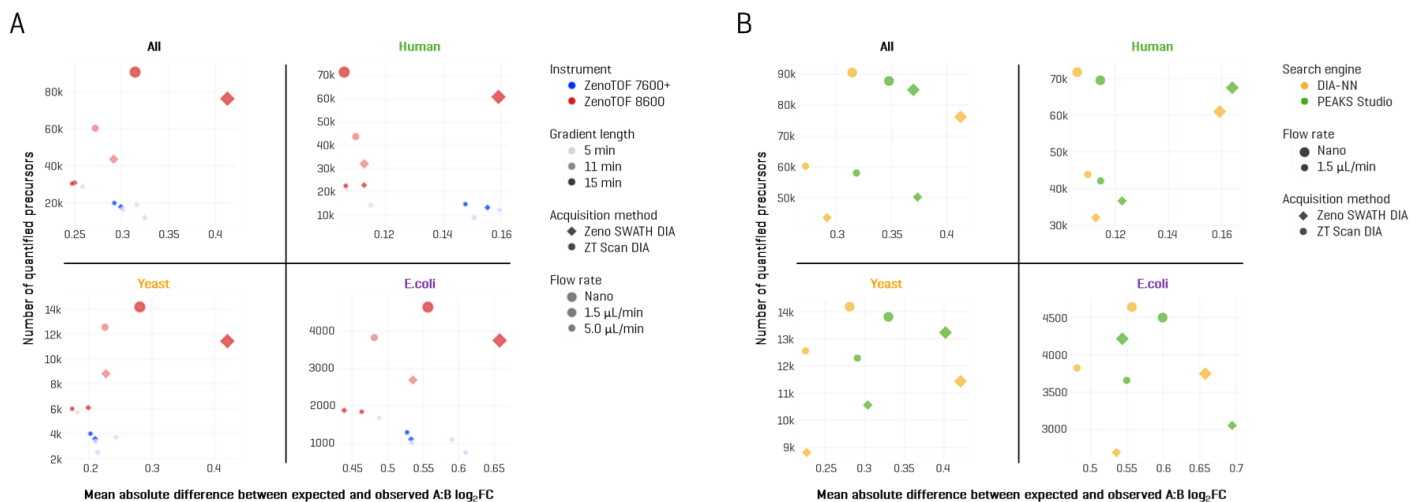 A
All
80k
60k
40k
20k
0.25
0.3
0.35
0.4
Human
70k
60k
50k
40k
30k
20k
10k
0.12
0.14
0.16
Yeast
14k
12k
10k
8k
6k
4k
2k
0.2
0.3
0.4
E.coli
4000
3000
2000
1000
0.45
0.5
0.55
0.6
0.65
Number of quantified precursors
Mean absolute difference between expected and observed A:B log₂FC
Instrument
ZenoTOF 7600+
ZenoTOF 8600
Gradient length
5 min
11 min
15 min
Acquisition method
Zeno SWATH DIA
ZT Scan DIA
Flow rate
Nano
1.5 µL/min
5.0 µL/min
B
All
90k
80k
70k
60k
50k
0.3
0.35
0.4
Human
70k
60k
50k
40k
30k
0.12
0.14
0.16
Yeast
14k
13k
12k
11k
10k
9k
0.25
0.3
0.35
0.4
E.coli
4500
4000
3500
3000
0.5
0.55
0.6
0.65
0.7
Number of quantified precursors
Mean absolute difference between expected and observed A:B log₂FC
Search engine
DIA-NN
PEAKS Studio
Flow rate
Nano
1.5 µL/min
Acquisition method
Zeno SWATH DIA
ZT Scan DIA